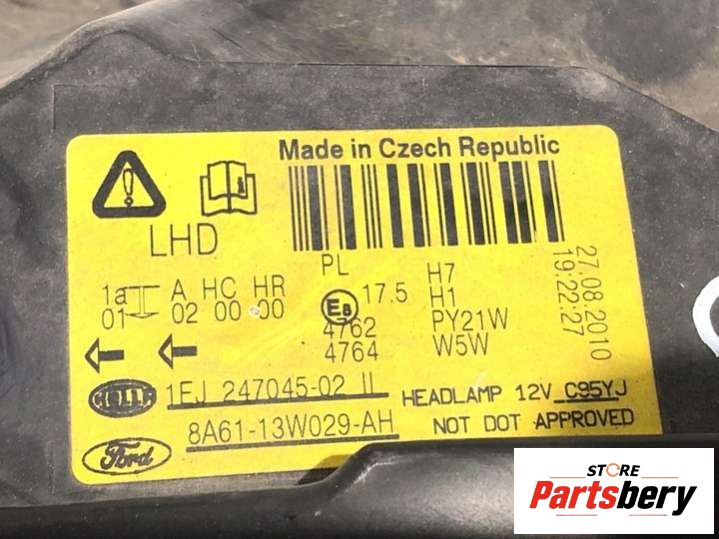 Made in Czech Republic
LHD
PL
H7
1a A HC HR
17.5 H1
01 02 00 00
E8
PY21W
4762
4764 W5W
27.08.2010
19:22:27
HELLA 1EJ 247045-02 II
HEADLAMP 12V C95YJ
Ford 8A61-13W029-AH
NOT DOT APPROVED
STORE
Partsbery